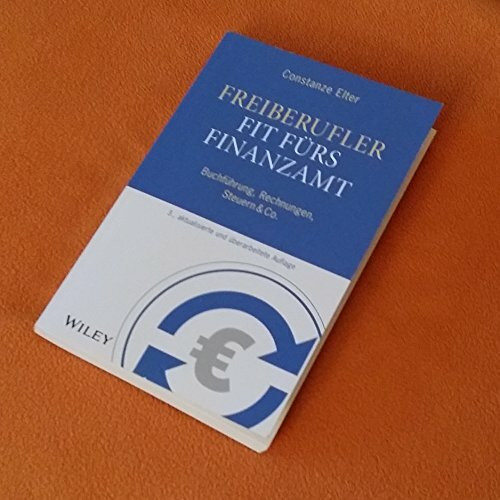 Constanze Elter
FREIBERUFLER
FIT FÜRS
FINANZAMT
Buchführung, Rechnungen,
Steuern & Co.
3., aktualisierte und überarbeitete Auflage
€
WILEY